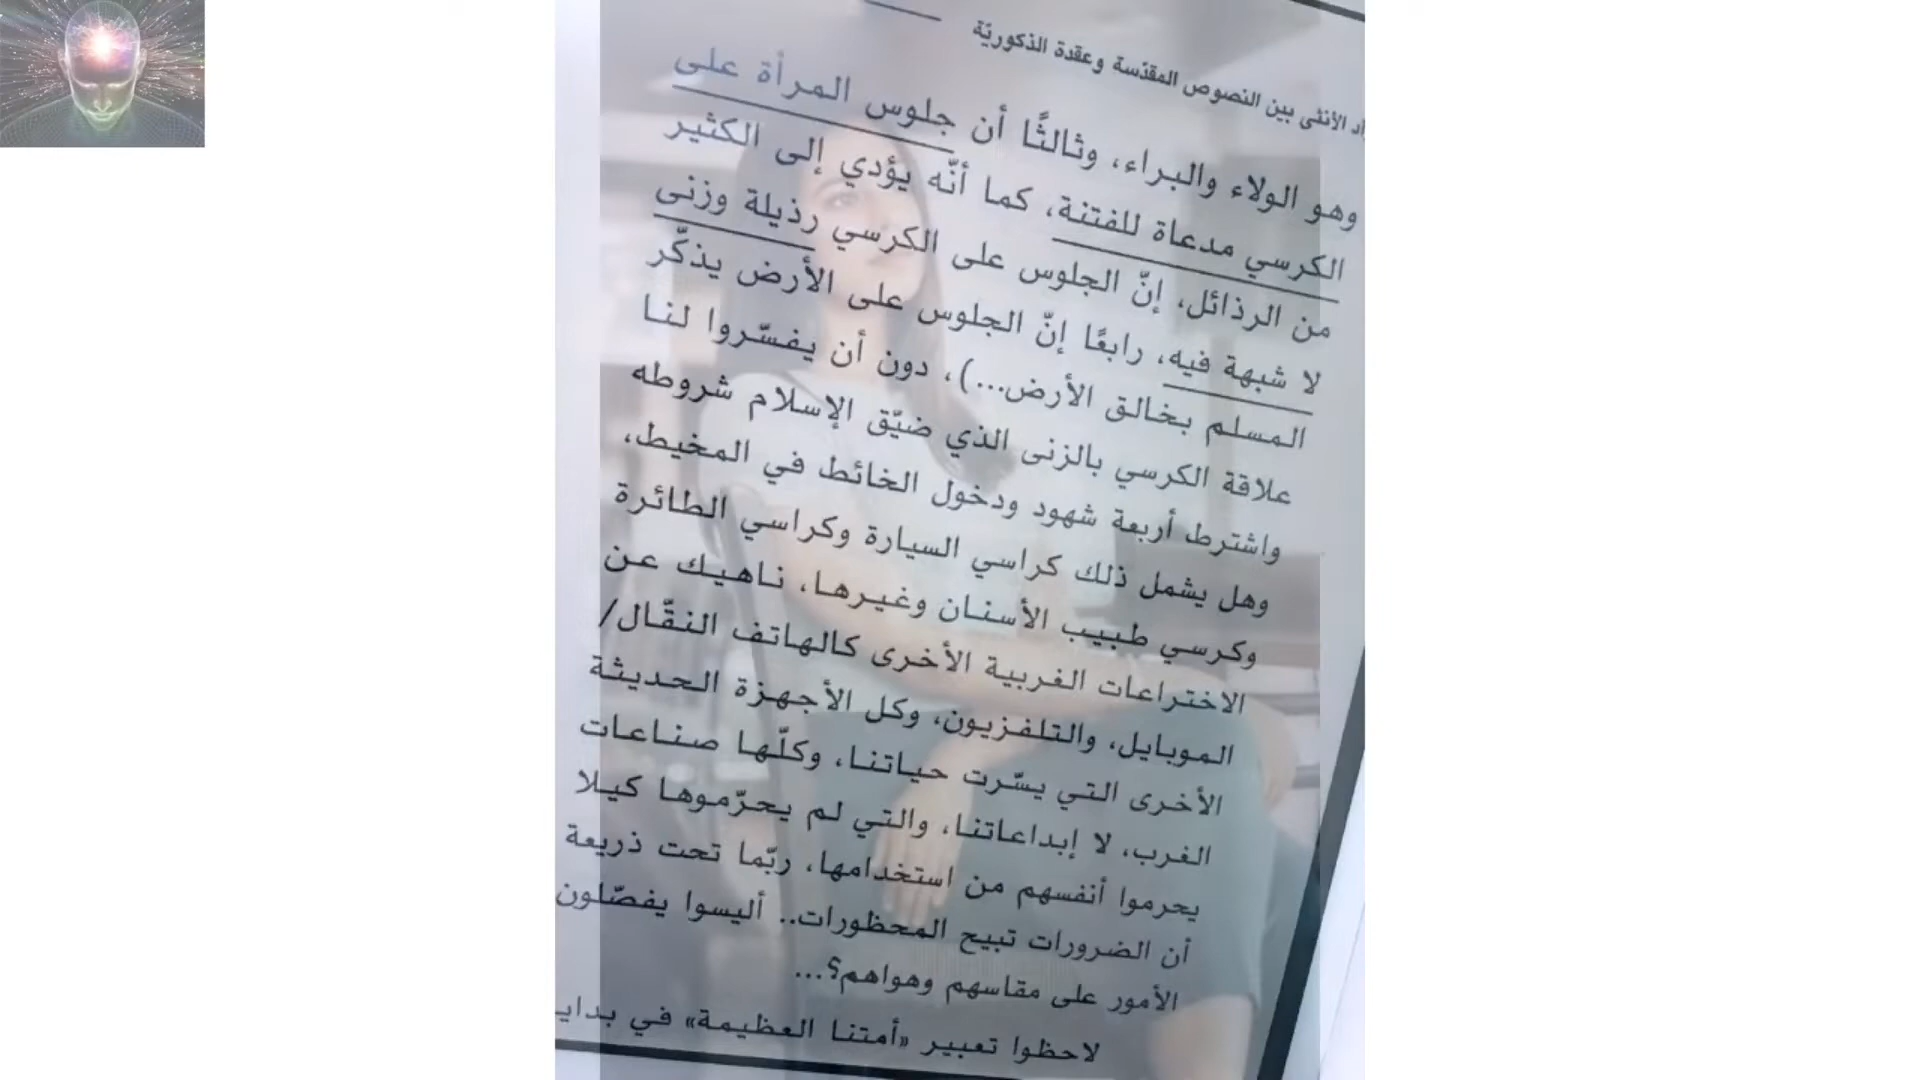 وأد الأنثى بين النصوص المقدّسة وعقدة الذكوريّة
وهو الولاء والبراء، وثالثًا أن جلوس المرأة على
الكرسي مدعاة للفتنة، كما أنّه يؤدي إلى الكثير
من الرذائل، إنّ الجلوس على الكرسي رذيلة وزنى
لا شبهة فيه، رابعًا إنّ الجلوس على الأرض يذكّر
المسلم بخالق الأرض...)، دون أن يفسّروا لنا
علاقة الكرسي بالزنى الذي ضيّق الإسلام شروطه
واشترط أربعة شهود ودخول الخائط في المخيط،
وهل يشمل ذلك كراسي السيارة وكراسي الطائرة
وكرسي طبيب الأسنان وغيرها، ناهيك عن
الاختراعات الغربية الأخرى كالهاتف النقّال/
الموبايل، والتلفزيون، وكل الأجهزة الحديثة
الأخرى التي يسّرت حياتنا، وكلّها صناعات
الغرب، لا إبداعاتنا، والتي لم يحرّموها كيلا
يحرموا أنفسهم من استخدامها، ربّما تحت ذريعة
أن الضرورات تبيح المحظورات.. أليسوا يفصّلون
الأمور على مقاسهم وهواهم؟...
لاحظوا تعبير «أمتنا العظيمة» في